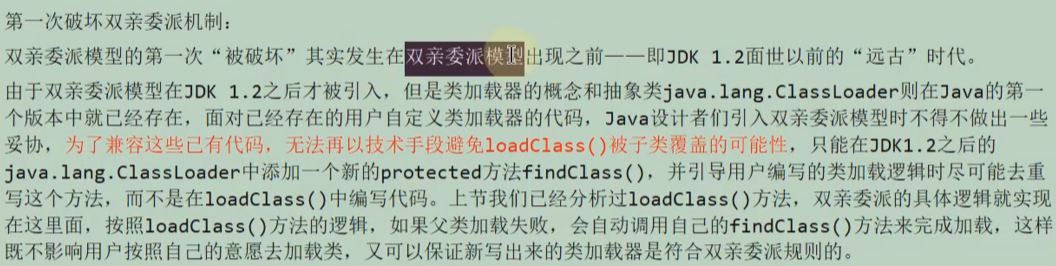 第一次破坏双亲委派机制：
双亲委派模型的第一次“被破坏”其实发生在双亲委派模型出现之前——即JDK 1.2面世以前的“远古”时代。
由于双亲委派模型在JDK 1.2之后才被引入，但是类加载器的概念和抽象类java.lang.ClassLoader则在Java的第一
个版本中就已经存在，面对已经存在的用户自定义类加载器的代码，Java设计者们引入双亲委派模型时不得不做出一些
妥协，为了兼容这些已有代码，无法再以技术手段避免loadClass()被子类覆盖的可能性，只能在JDK1.2之后的
java.lang.ClassLoader中添加一个新的protected方法findClass()，并引导用户编写的类加载逻辑时尽可能去重
写这个方法，而不是在loadClass()中编写代码。上节我们已经分析过loadClass()方法，双亲委派的具体逻辑就实现
在这里面，按照loadClass()方法的逻辑，如果父类加载失败，会自动调用自己的findClass()方法来完成加载，这样
既不影响用户按照自己的意愿去加载类，又可以保证新写出来的类加载器是符合双亲委派规则的。